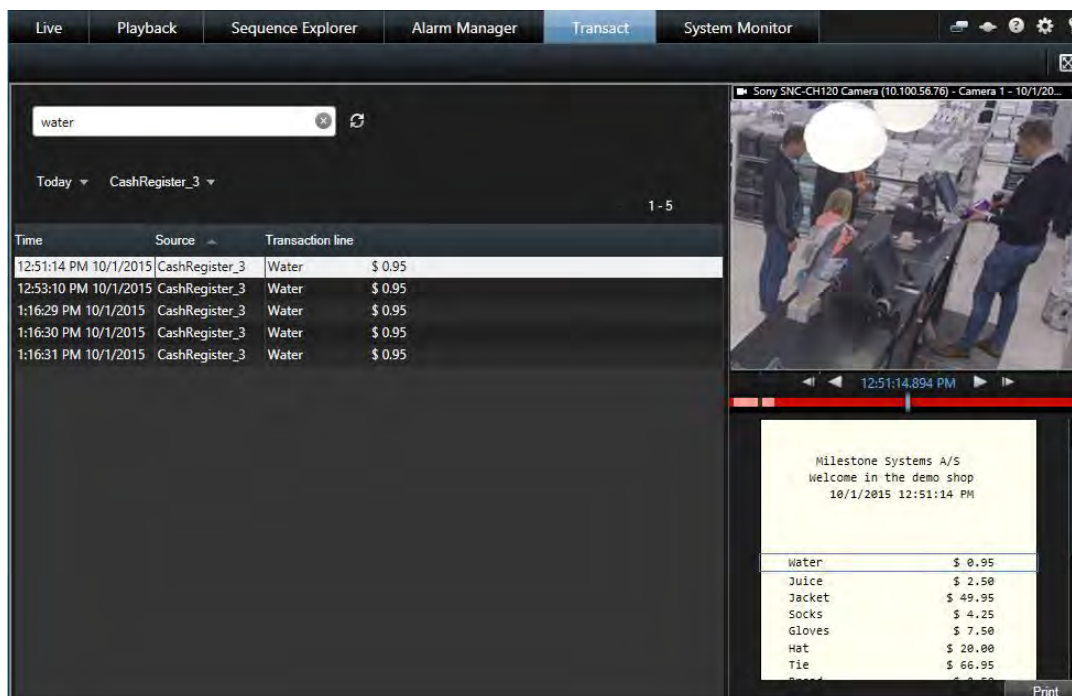 Live Playback Sequence Explorer Alarm Manager Transact System Monitor
Sony SNC-CH120 Camera (10.100.56.76) - Camera 1 - 10/1/20...
water
Today CashRegister_3
1 - 5
Time Source Transaction line
12:51:14 PM 10/1/2015 CashRegister_3 Water $ 0.95
12:53:10 PM 10/1/2015 CashRegister_3 Water $ 0.95
1:16:29 PM 10/1/2015 CashRegister_3 Water $ 0.95
1:16:30 PM 10/1/2015 CashRegister_3 Water $ 0.95
1:16:31 PM 10/1/2015 CashRegister_3 Water $ 0.95
12:51:14.894 PM
Milestone Systems A/S
Welcome in the demo shop
10/1/2015 12:51:14 PM
Water $ 0.95
Juice $ 2.50
Jacket $ 49.95
Socks $ 4.25
Gloves $ 7.50
Hat $ 20.00
Tie $ 66.95
Print